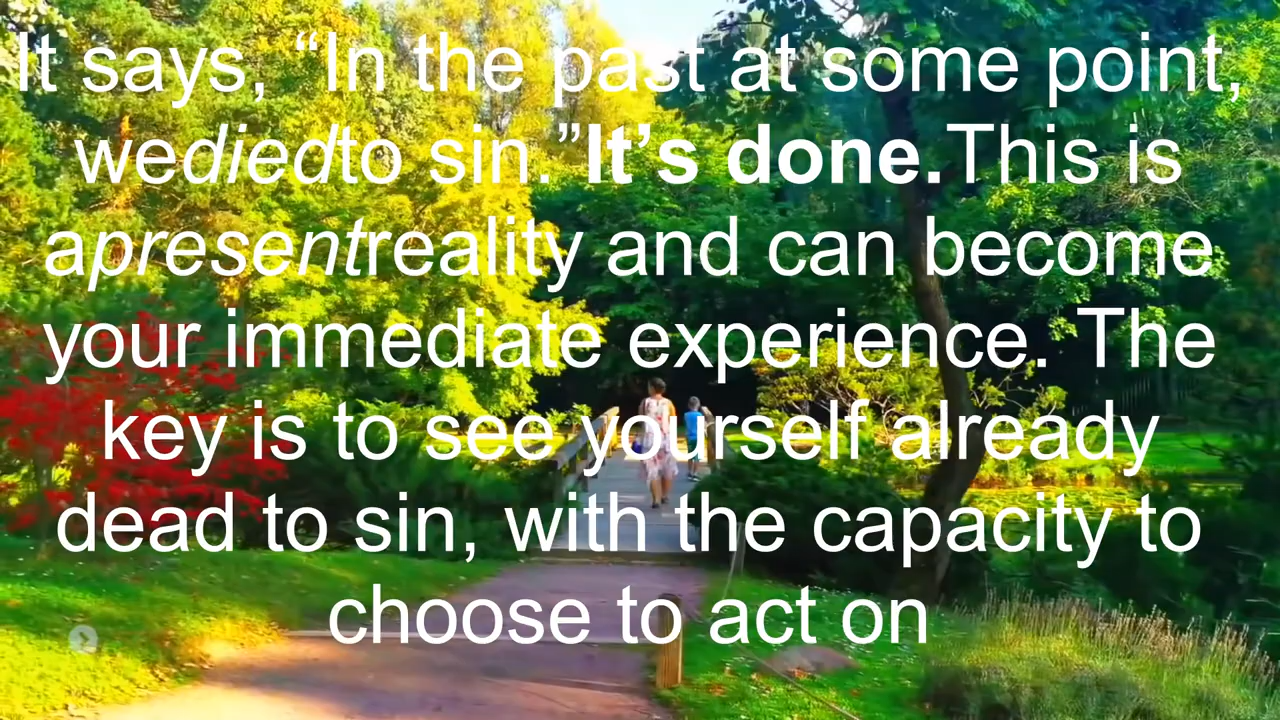 It says, “In the past at some point,
wediedto sin.”It’s done.This is
apresentreality and can become
your immediate experience. The
key is to see yourself already
dead to sin, with the capacity to
choose to act on